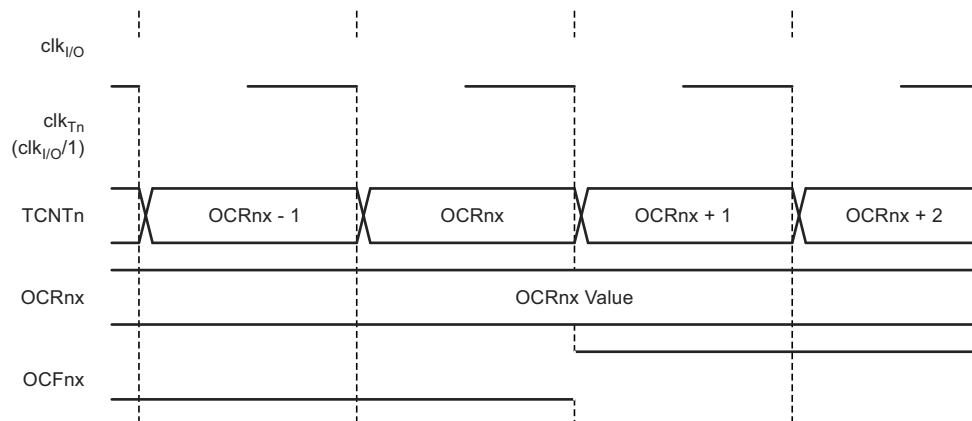 clkI/O
clkTn
(clkI/O/1)
TCNTn OCRnx - 1 OCRnx OCRnx + 1 OCRnx + 2
OCRnx OCRnx Value
OCFnx